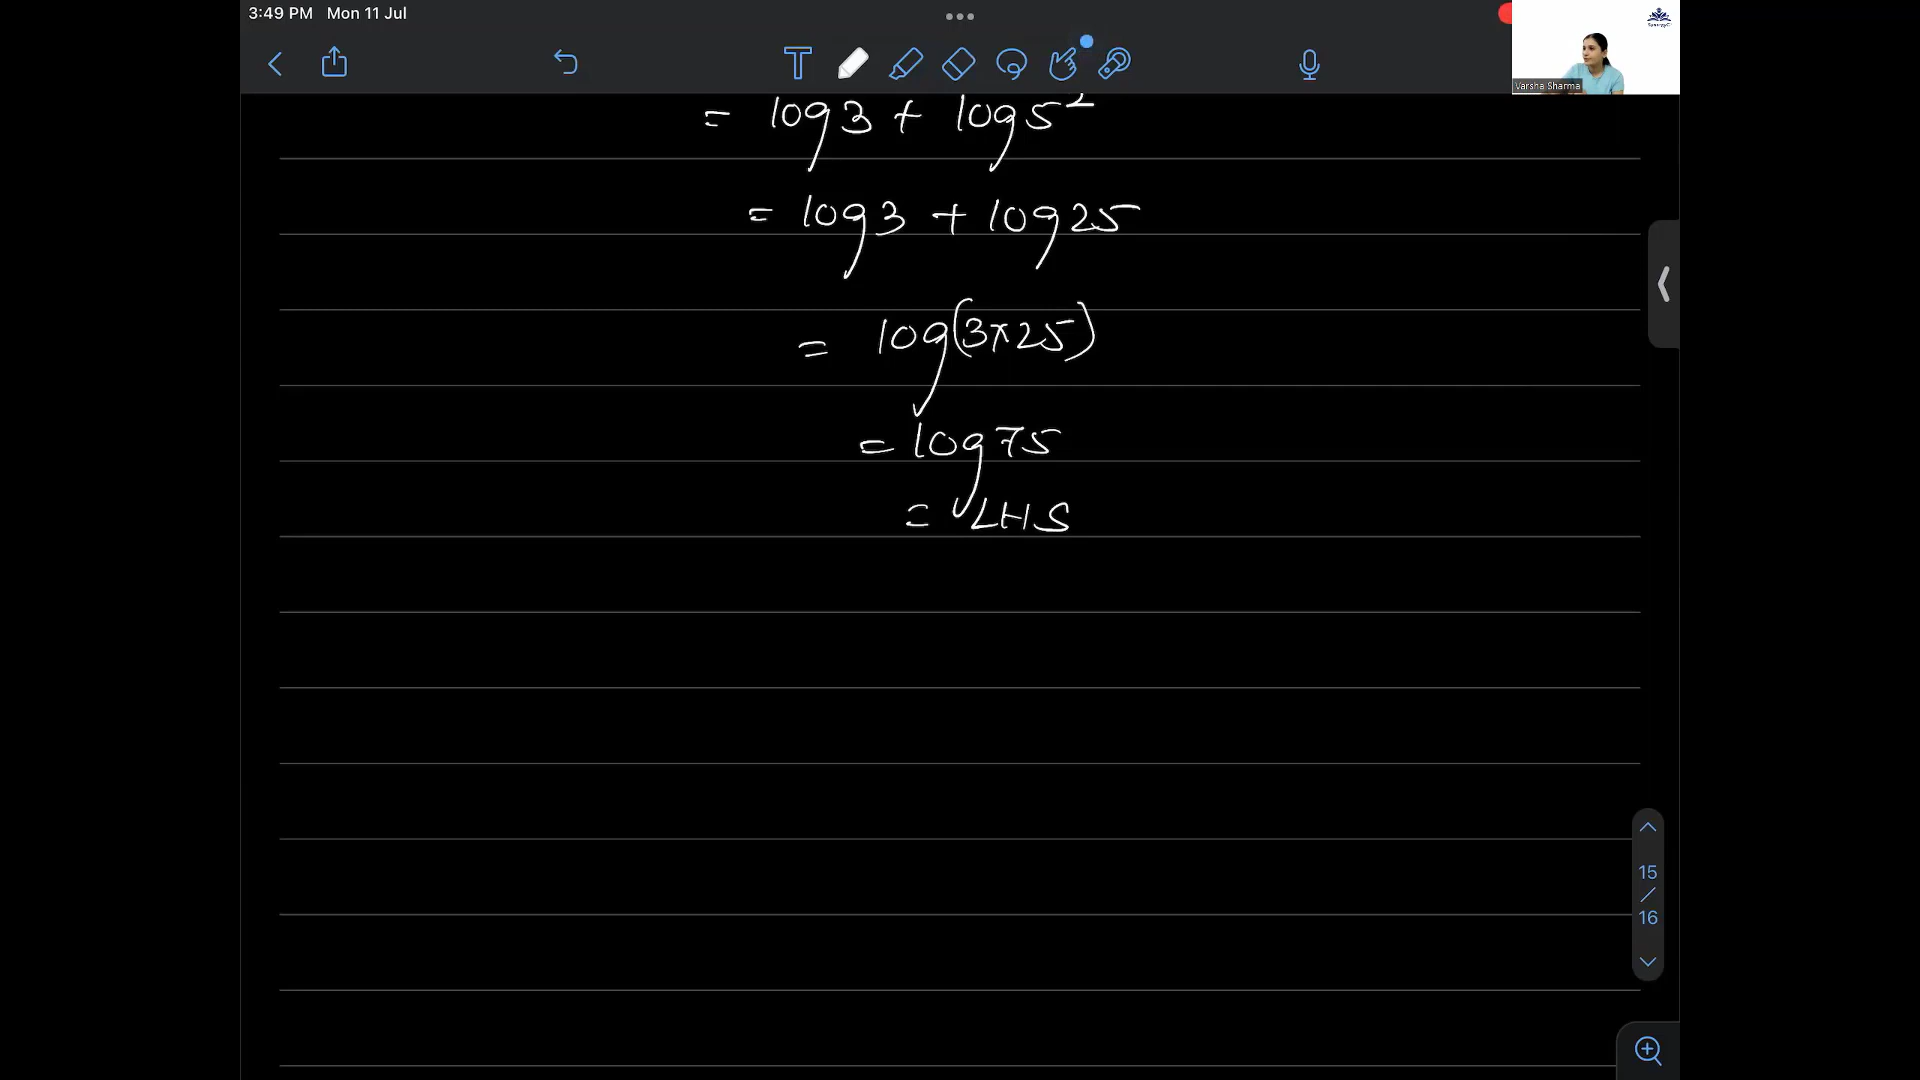 3:49 PM Mon 11 Jul
T
Varsha Sharma
= log 3 + log 5²
= log 3 + log 25
= log (3 × 25)
= log 75
= LHS
15
/
16